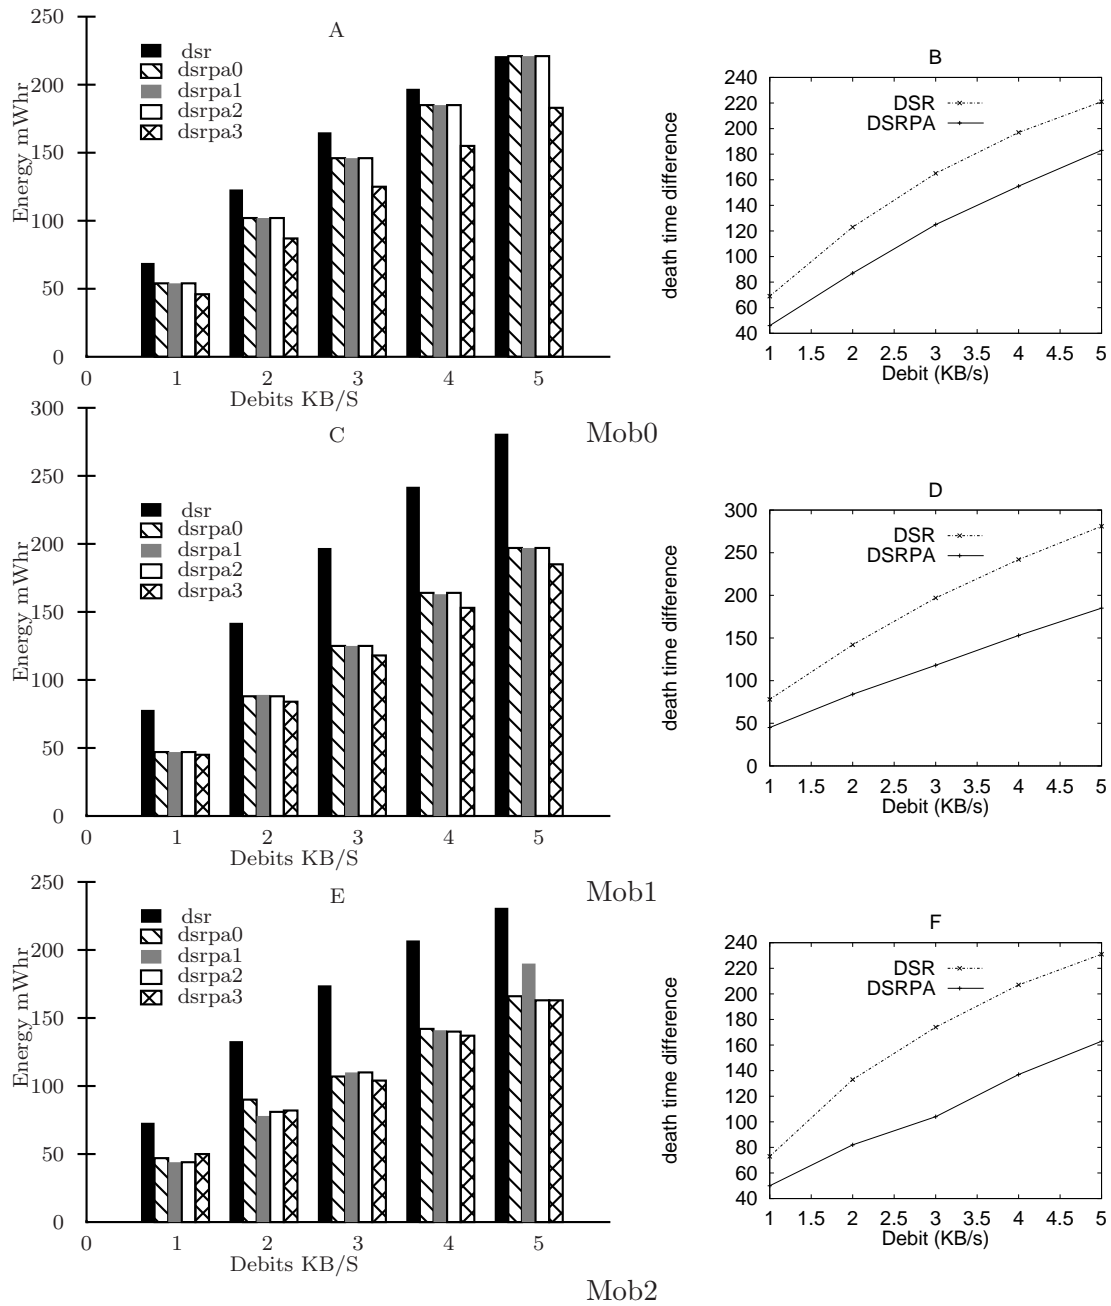 A
250
200
150
100
50
0
Energy mWhr
dsr
dsrpa0
dsrpa1
dsrpa2
dsrpa3
0 1 2 3 4 5
Debits KB/S
B
240
220
200
180
160
140
120
100
80
60
40
death time difference
DSR
DSRPA
1 1.5 2 2.5 3 3.5 4 4.5 5
Debit (KB/s)
Mob0
C
300
250
200
150
100
50
0
Energy mWhr
dsr
dsrpa0
dsrpa1
dsrpa2
dsrpa3
0 1 2 3 4 5
Debits KB/S
D
300
250
200
150
100
50
0
death time difference
DSR
DSRPA
1 1.5 2 2.5 3 3.5 4 4.5 5
Debit (KB/s)
Mob1
E
250
200
150
100
50
0
Energy mWhr
dsr
dsrpa0
dsrpa1
dsrpa2
dsrpa3
0 1 2 3 4 5
Debits KB/S
F
240
220
200
180
160
140
120
100
80
60
40
death time difference
DSR
DSRPA
1 1.5 2 2.5 3 3.5 4 4.5 5
Debit (KB/s)
Mob2